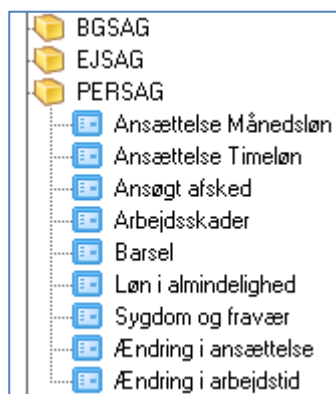 BGSAG
EJSAG
PERSAG
Ansættelse Månedsløn
Ansættelse Timeløn
Ansøgt afsked
Arbejdsskader
Barsel
Løn i almindelighed
Sygdom og fravær
Ændring i ansættelse
Ændring i arbejdstid